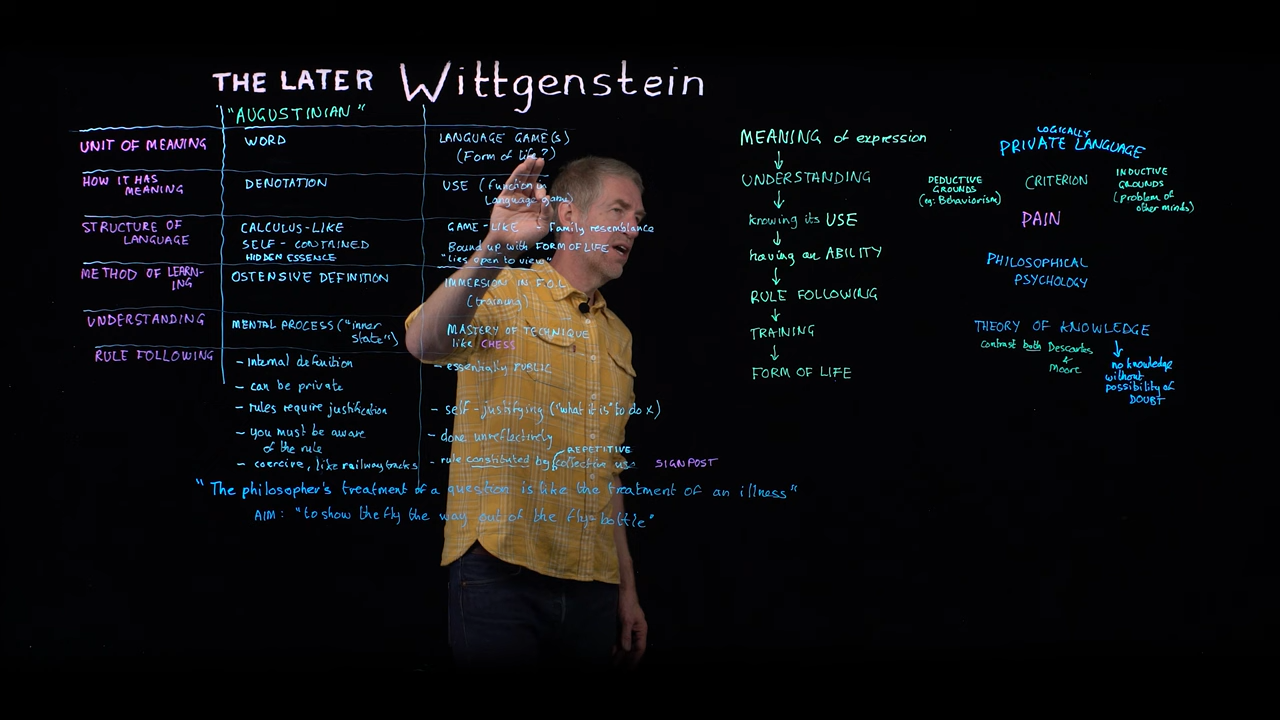 THE LATER Wittgenstein
"AUGUSTINIAN"
UNIT OF MEANING
WORD
LANGUAGE GAME(S)
(Form of life?)
HOW IT HAS
MEANING
DENOTATION
USE (function in
Language game)
STRUCTURE OF
LANGUAGE
CALCULUS-LIKE
SELF-CONTAINED
HIDDEN ESSENCE
GAME-LIKE - Family resemblance
Bound up with FORM OF LIFE
"lies open to view"
METHOD OF LEARN-
ING
OSTENSIVE DEFINITION
IMMERSION IN F.O.L
(training)
UNDERSTANDING
MENTAL PROCESS ("inner
state")
MASTERY OF TECHNIQUE
like CHESS
RULE FOLLOWING
- internal definition
- essentially PUBLIC
- can be private
- rules require justification
- self-justifying ("what it is" to do x)
- you must be aware
of the rule
- done unreflectively
- coercive, like railway tracks
REPETITIVE
- rule constituted by collective use
SIGNPOST
"The philosopher's treatment of a question is like the treatment of an illness"
AIM: "to show the fly the way out of the fly-bottle"
MEANING of expression
↓
UNDERSTANDING
↓
knowing its USE
↓
having an ABILITY
↓
RULE FOLLOWING
↓
TRAINING
↓
FORM OF LIFE
LOGICALLY
PRIVATE LANGUAGE
DEDUCTIVE
GROUNDS
(eg: Behaviorism)
CRITERION
INDUCTIVE
GROUNDS
(problem of
other minds)
PAIN
PHILOSOPHICAL
PSYCHOLOGY
THEORY OF KNOWLEDGE
contrast both Descartes
+
Moore
↓
no knowledge
without
possibility of
DOUBT